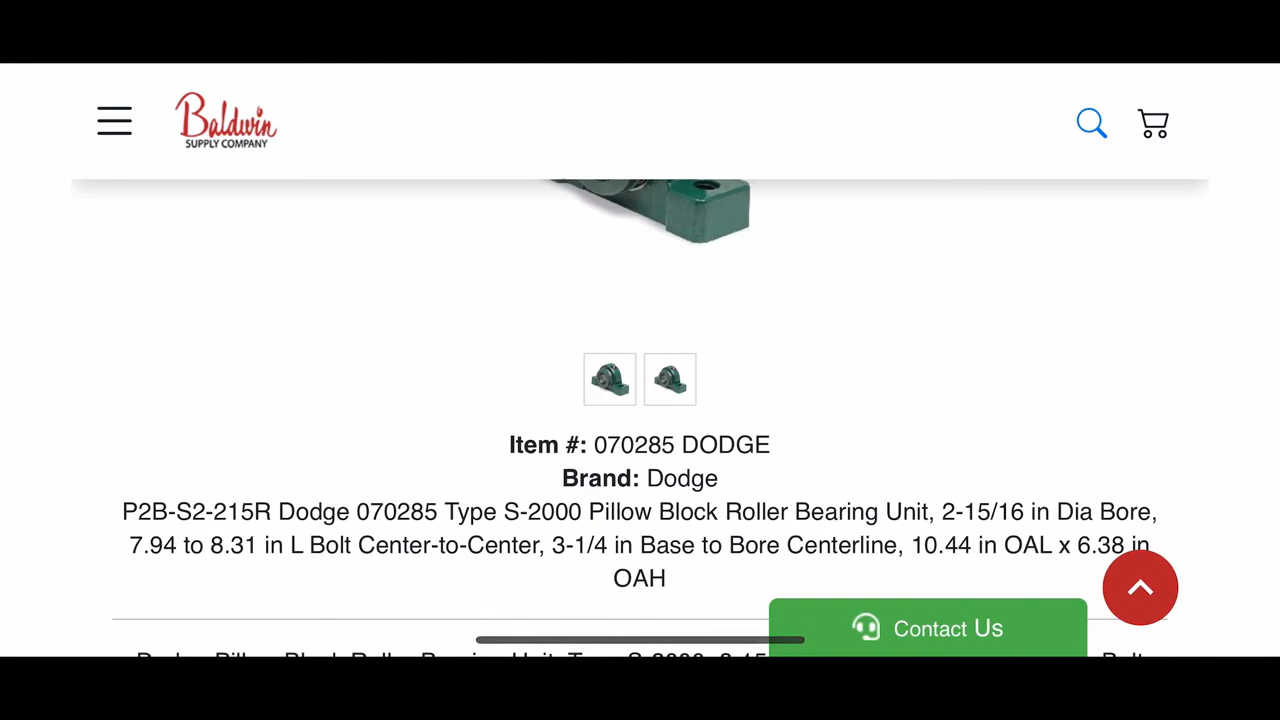 Baldwin
SUPPLY COMPANY
Item #: 070285 DODGE
Brand: Dodge
P2B-S2-215R Dodge 070285 Type S-2000 Pillow Block Roller Bearing Unit, 2-15/16 in Dia Bore,
7.94 to 8.31 in L Bolt Center-to-Center, 3-1/4 in Base to Bore Centerline, 10.44 in OAL x 6.38 in
OAH
Contact Us